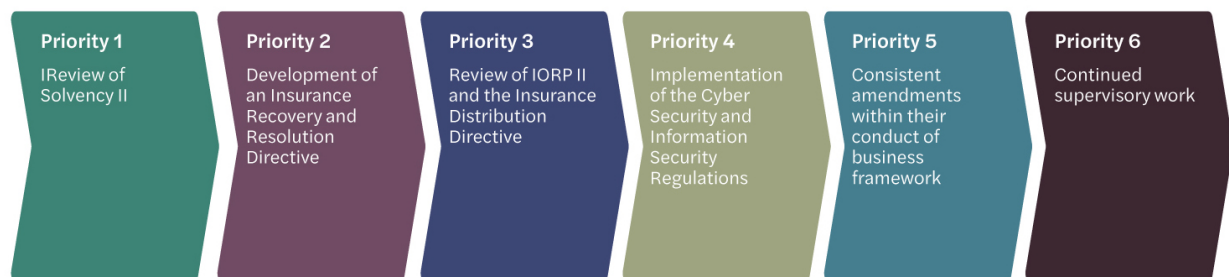 Priority 1
IReview of
Solvency II
Priority 2
Development of
an Insurance
Recovery and
Resolution
Directive
Priority 3
Review of IORP II
and the Insurance
Distribution
Directive
Priority 4
Implementation
of the Cyber
Security and
Information
Security
Regulations
Priority 5
Consistent
amendments
within their
conduct of
business
framework
Priority 6
Continued
supervisory work